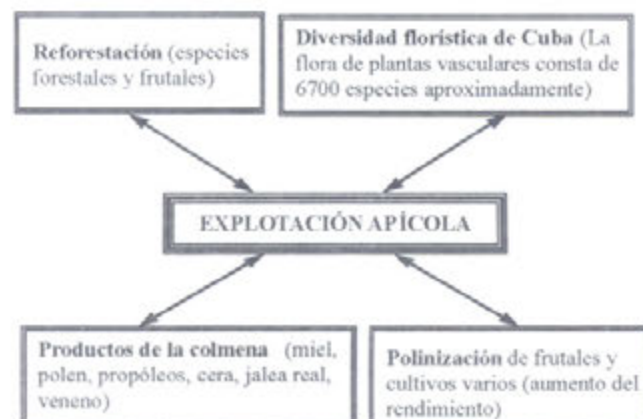 Reforestación (especies
forestales y frutales)
Diversidad florística de Cuba (La
flora de plantas vasculares consta de
6700 especies aproximadamente)
EXPLOTACIÓN APÍCOLA
Productos de la colmena (miel,
polen, propóleos, cera, jalea real,
veneno)
Polinización de frutales y
cultivos varios (aumento del
rendimiento)